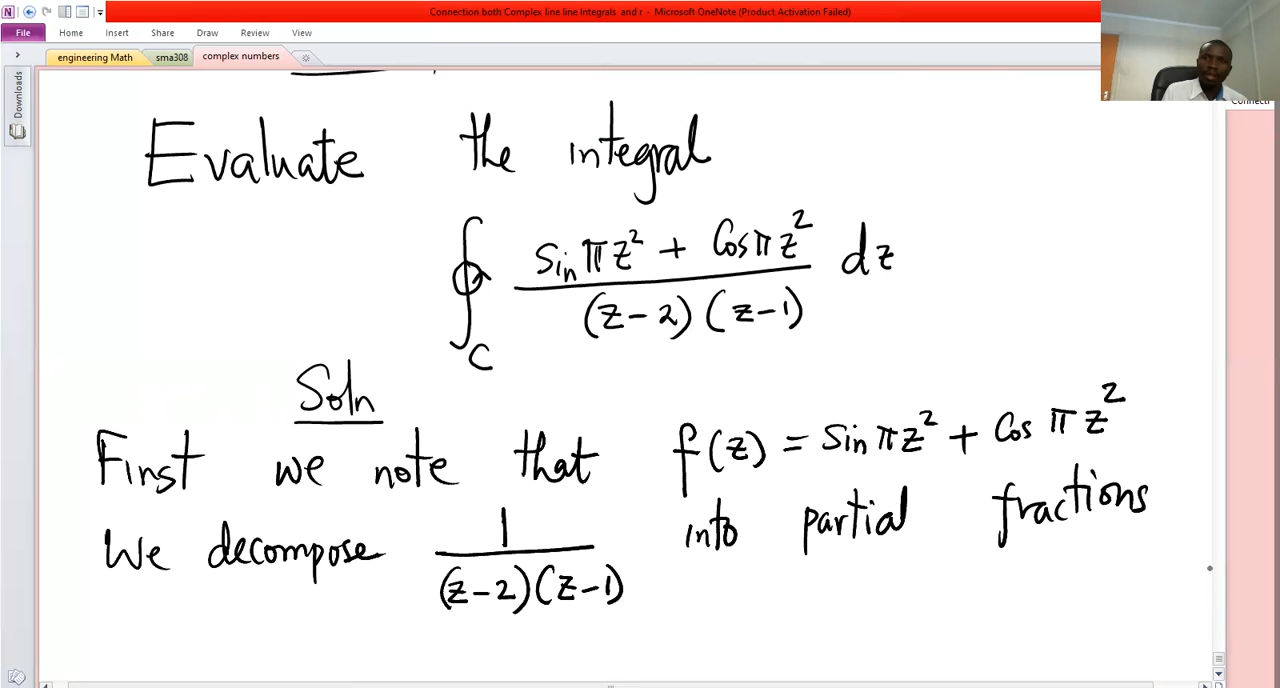 Connection both Complex line line Integrals and r - Microsoft OneNote (Product Activation Failed)
File Home Insert Share Draw Review View
engineering Math sma308 complex numbers
Downloads
Evaluate the integral
∮_C (sin πz² + Cos πz²) / ((z-2)(z-1)) dz
Soln
First we note that f(z) = sin πz² + Cos πz²
We decompose 1/((z-2)(z-1)) into partial fractions